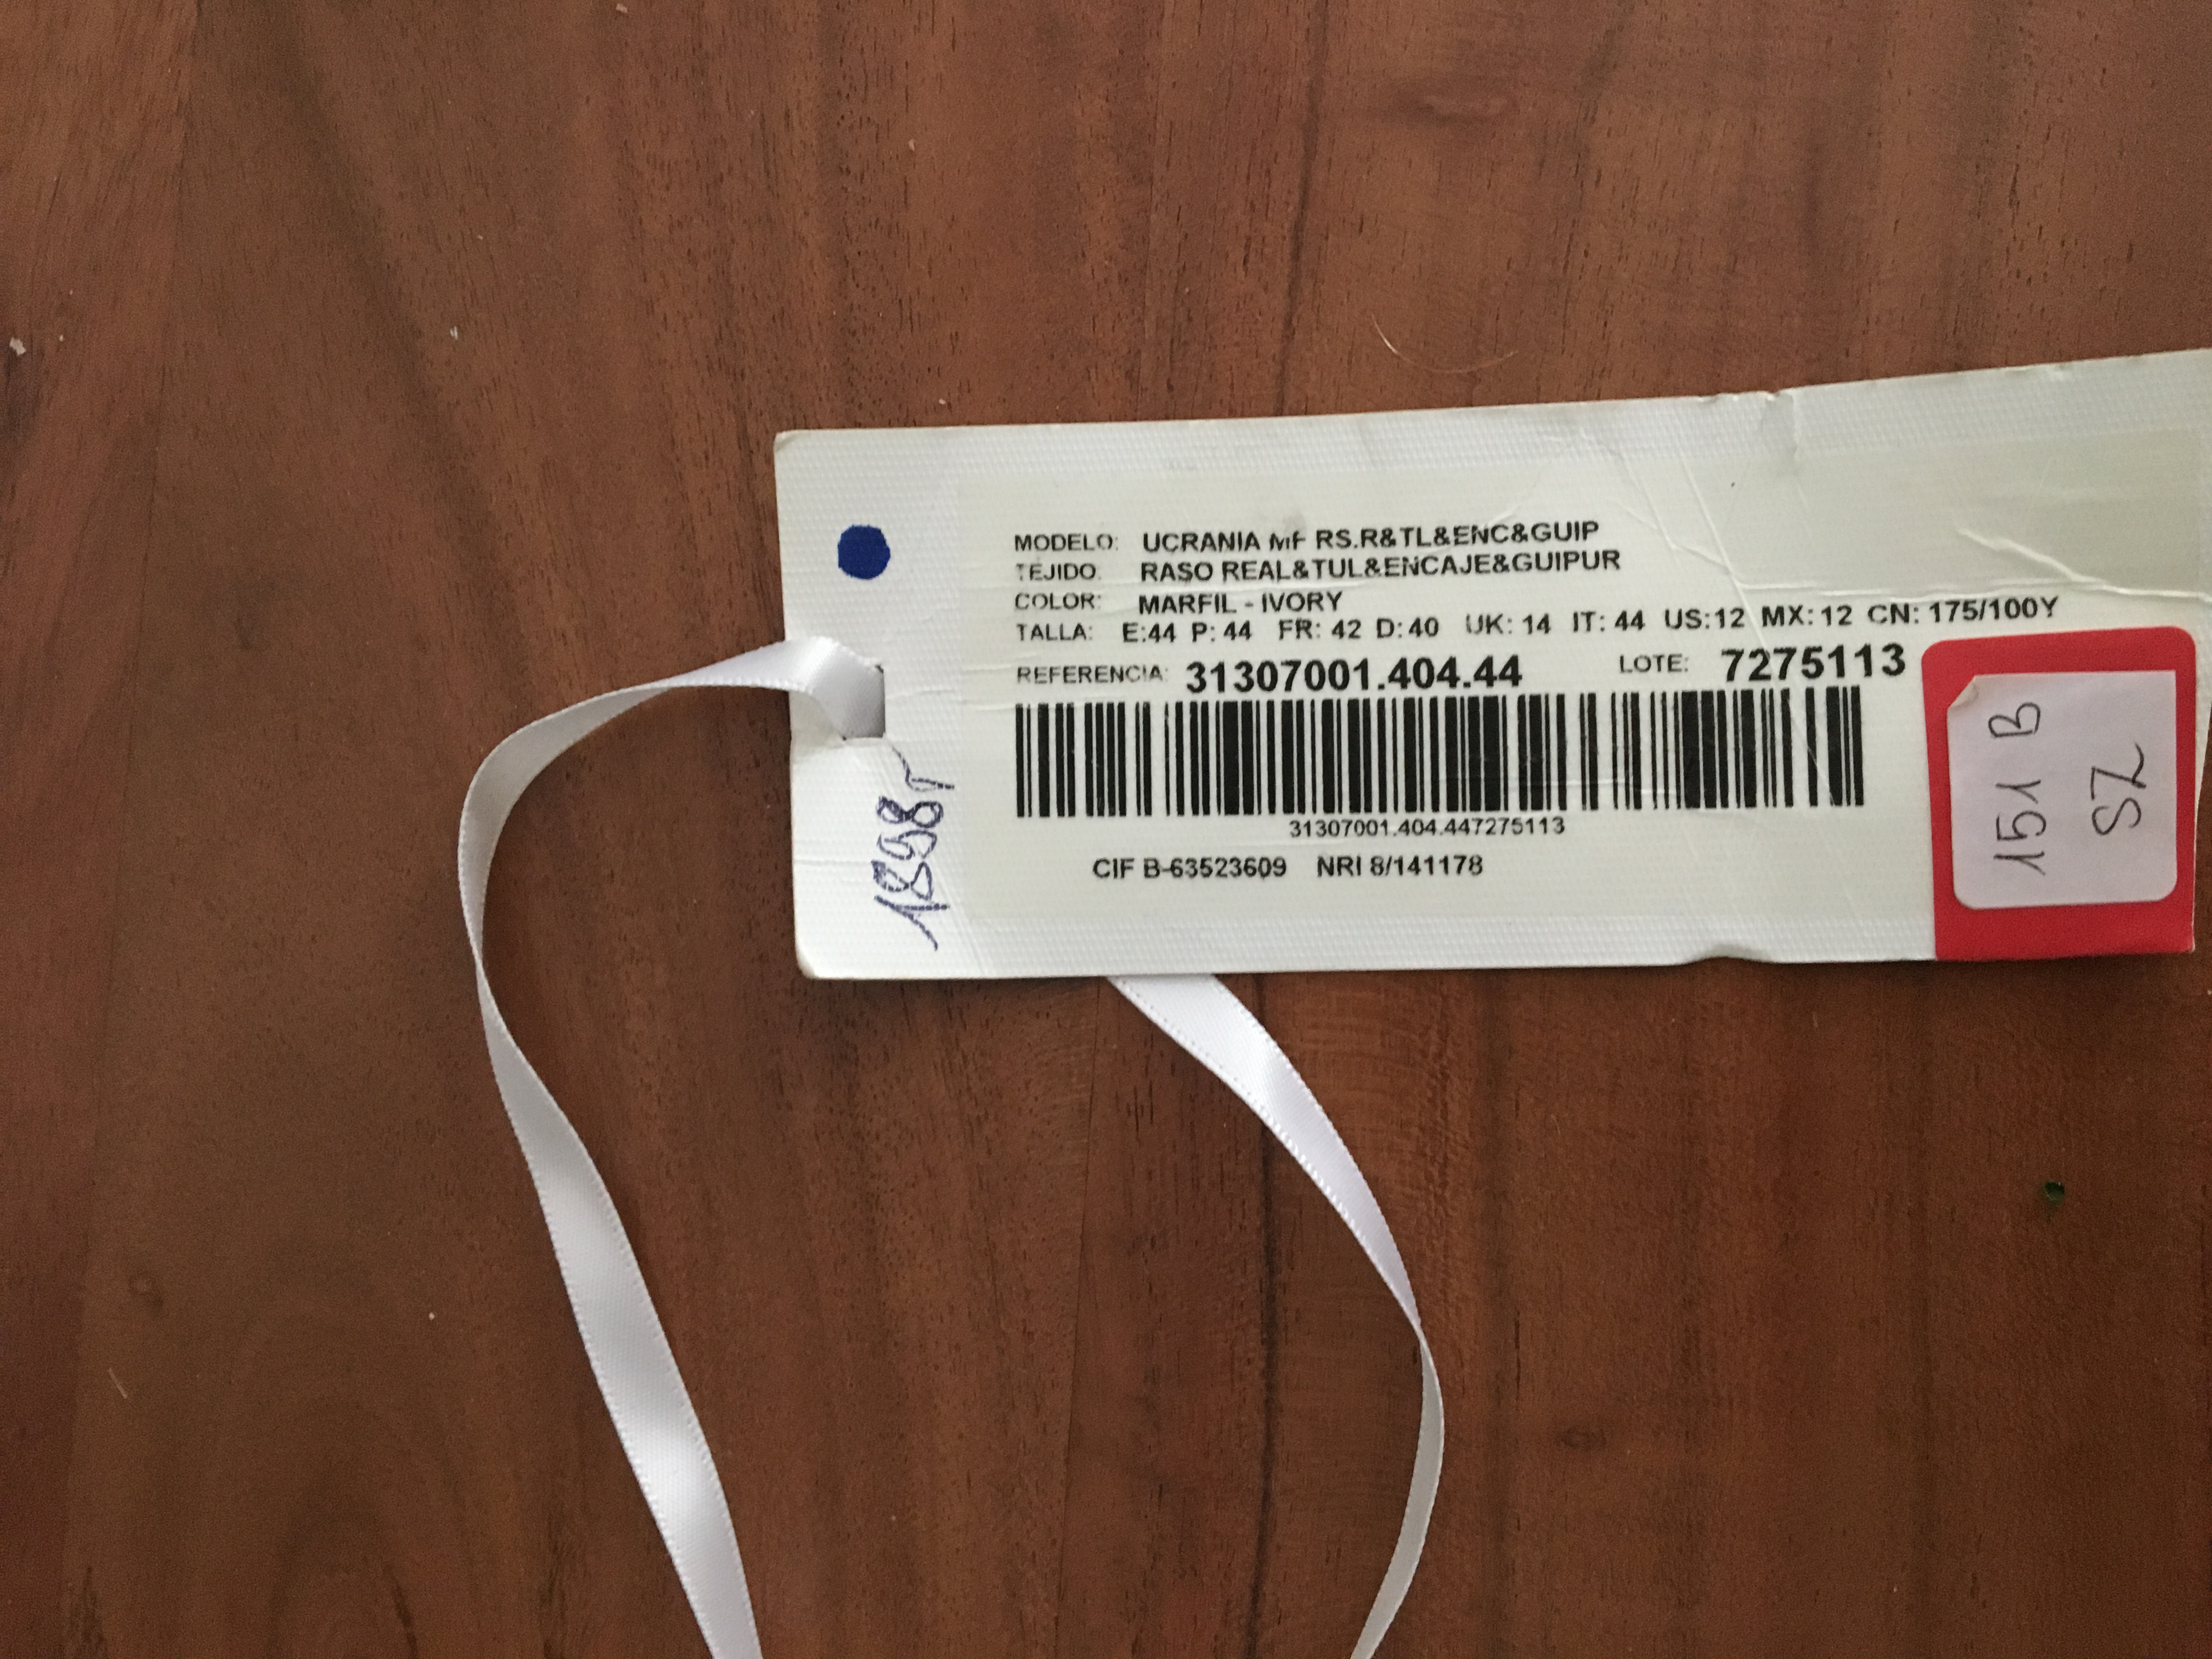 MODELO: UCRANIA MF RS.R&TL&ENC&GUIP
TEJIDO: RASO REAL&TUL&ENCAJE&GUIPUR
COLOR: MARFIL - IVORY
TALLA: E:44 P: 44 FR: 42 D: 40 UK: 14 IT: 44 US:12 MX: 12 CN: 175/100Y
REFERENCIA: 31307001.404.44 LOTE: 7275113
31307001.404.447275113
CIF B-63523609 NRI 8/141178
151 B
SZ